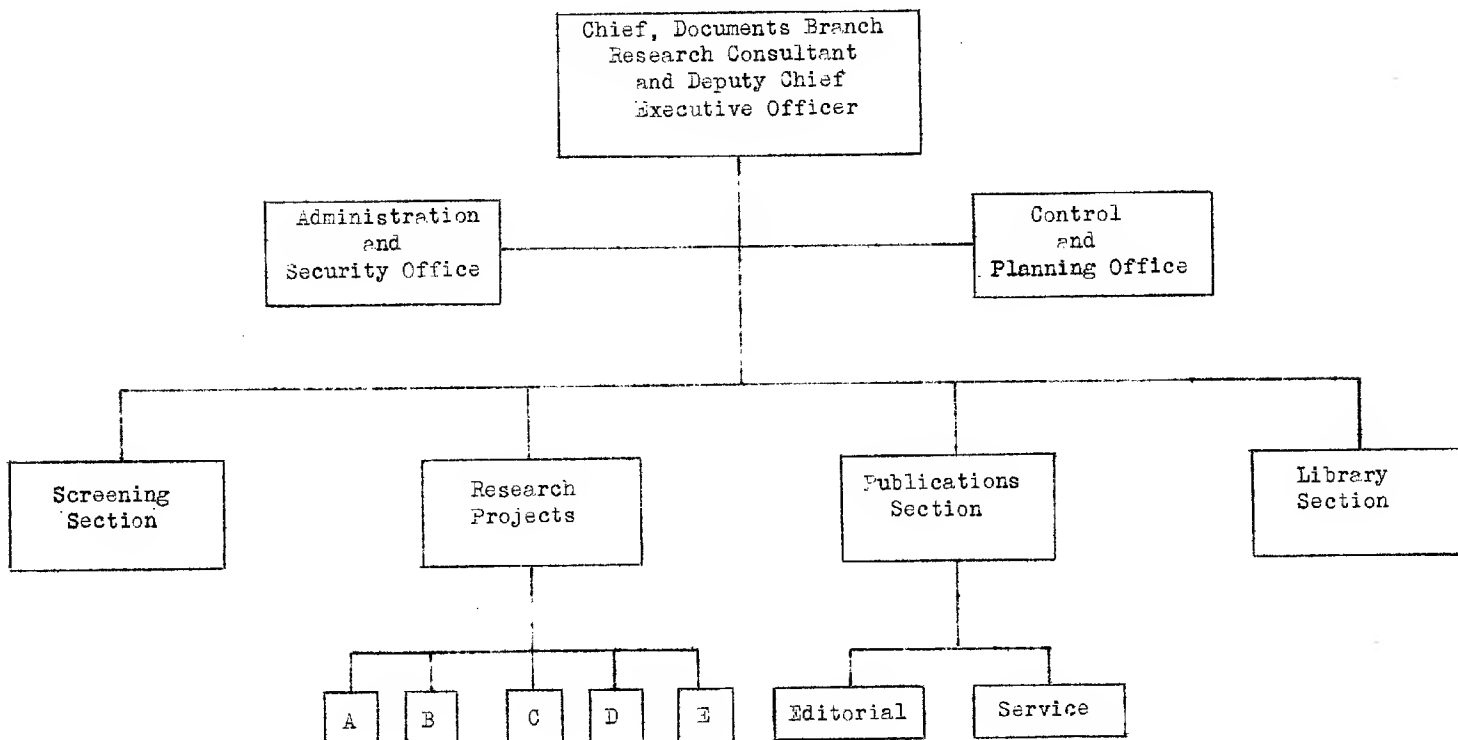 Chief, Documents Branch
Research Consultant
and Deputy Chief
Executive Officer
Administration
and
Security Office
Control
and
Planning Office
Screening
Section
Research
Projects
Publications
Section
Library
Section
A
B
C
D
E
Editorial
Service